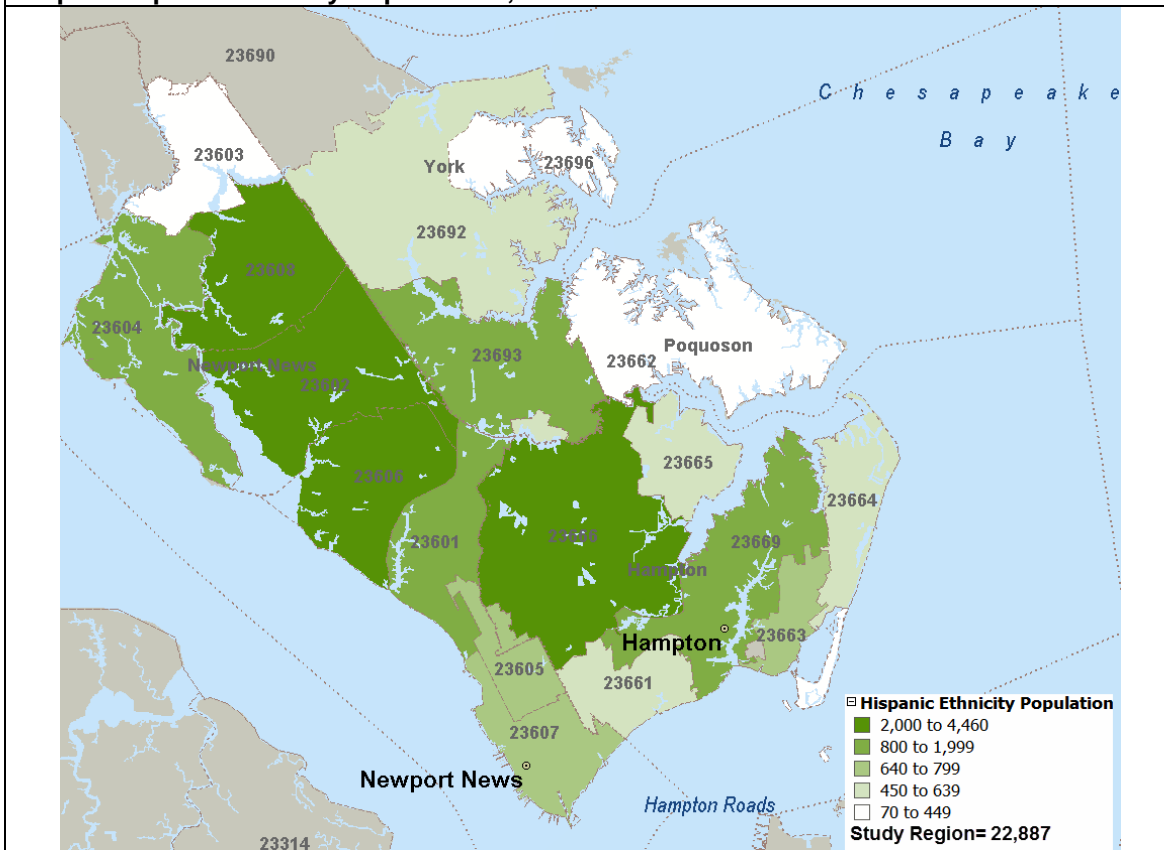 23690
C h e s a p e a k e
B a y
23603
York
23696
23692
23608
23604
Newport News
23602
23693
Poquoson
23662
23665
23606
23664
23601
23666
23669
Hampton
Hampton
23663
23605
23661
23607
Newport News
Hampton Roads
23314
Hispanic Ethnicity Population
2,000 to 4,460
800 to 1,999
640 to 799
450 to 639
70 to 449
Study Region= 22,887